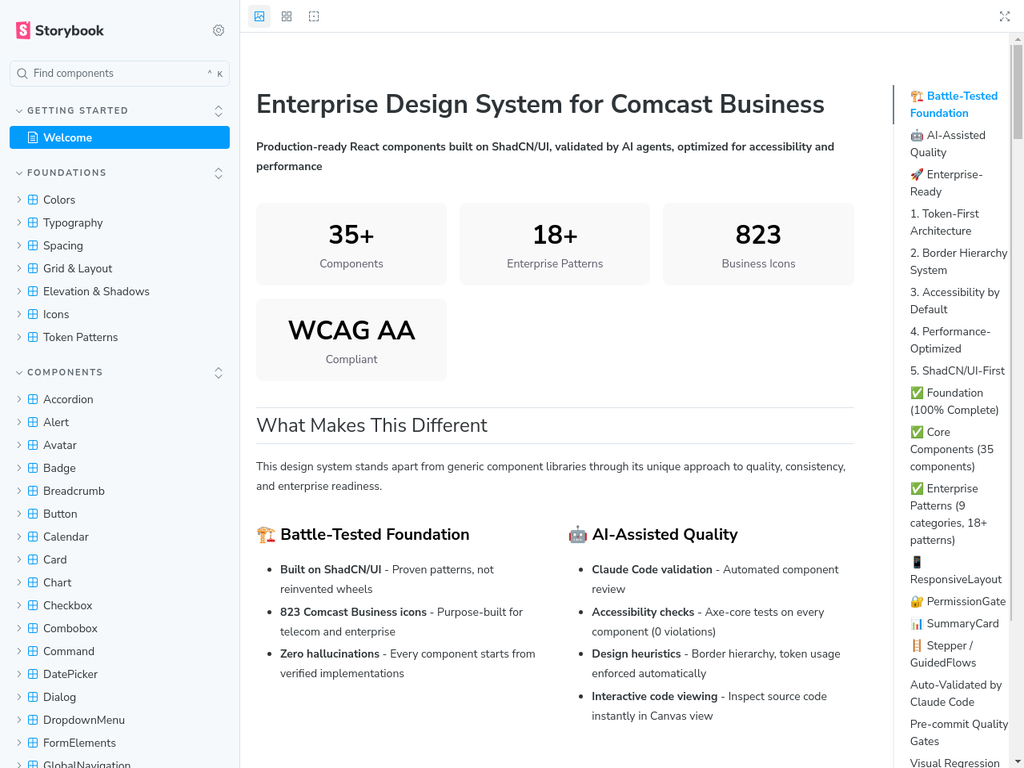 Storybook
Find components
^ K
GETTING STARTED
Welcome
FOUNDATIONS
Colors
Typography
Spacing
Grid & Layout
Elevation & Shadows
Icons
Token Patterns
COMPONENTS
Accordion
Alert
Avatar
Badge
Breadcrumb
Button
Calendar
Card
Chart
Checkbox
Combobox
Command
DatePicker
Dialog
DropdownMenu
FormElements
GlobalNavigation
Enterprise Design System for Comcast Business
Production-ready React components built on ShadCN/UI, validated by AI agents, optimized for accessibility and
performance
35+
Components
18+
Enterprise Patterns
823
Business Icons
WCAG AA
Compliant
What Makes This Different
This design system stands apart from generic component libraries through its unique approach to quality, consistency,
and enterprise readiness.
🏗️ Battle-Tested Foundation
• Built on ShadCN/UI - Proven patterns, not
reinvented wheels
• 823 Comcast Business icons - Purpose-built for
telecom and enterprise
• Zero hallucinations - Every component starts from
verified implementations
🤖 AI-Assisted Quality
• Claude Code validation - Automated component
review
• Accessibility checks - Axe-core tests on every
component (0 violations)
• Design heuristics - Border hierarchy, token usage
enforced automatically
• Interactive code viewing - Inspect source code
instantly in Canvas view
🏗️ Battle-Tested
Foundation
🤖 AI-Assisted
Quality
🚀 Enterprise-
Ready
1. Token-First
Architecture
2. Border Hierarchy
System
3. Accessibility by
Default
4. Performance-
Optimized
5. ShadCN/UI-First
✅ Foundation
(100% Complete)
✅ Core
Components (35
components)
✅ Enterprise
Patterns (9
categories, 18+
patterns)
📱
ResponsiveLayout
🔐 PermissionGate
📊 SummaryCard
🪜 Stepper /
GuidedFlows
Auto-Validated by
Claude Code
Pre-commit Quality
Gates
Visual Regression